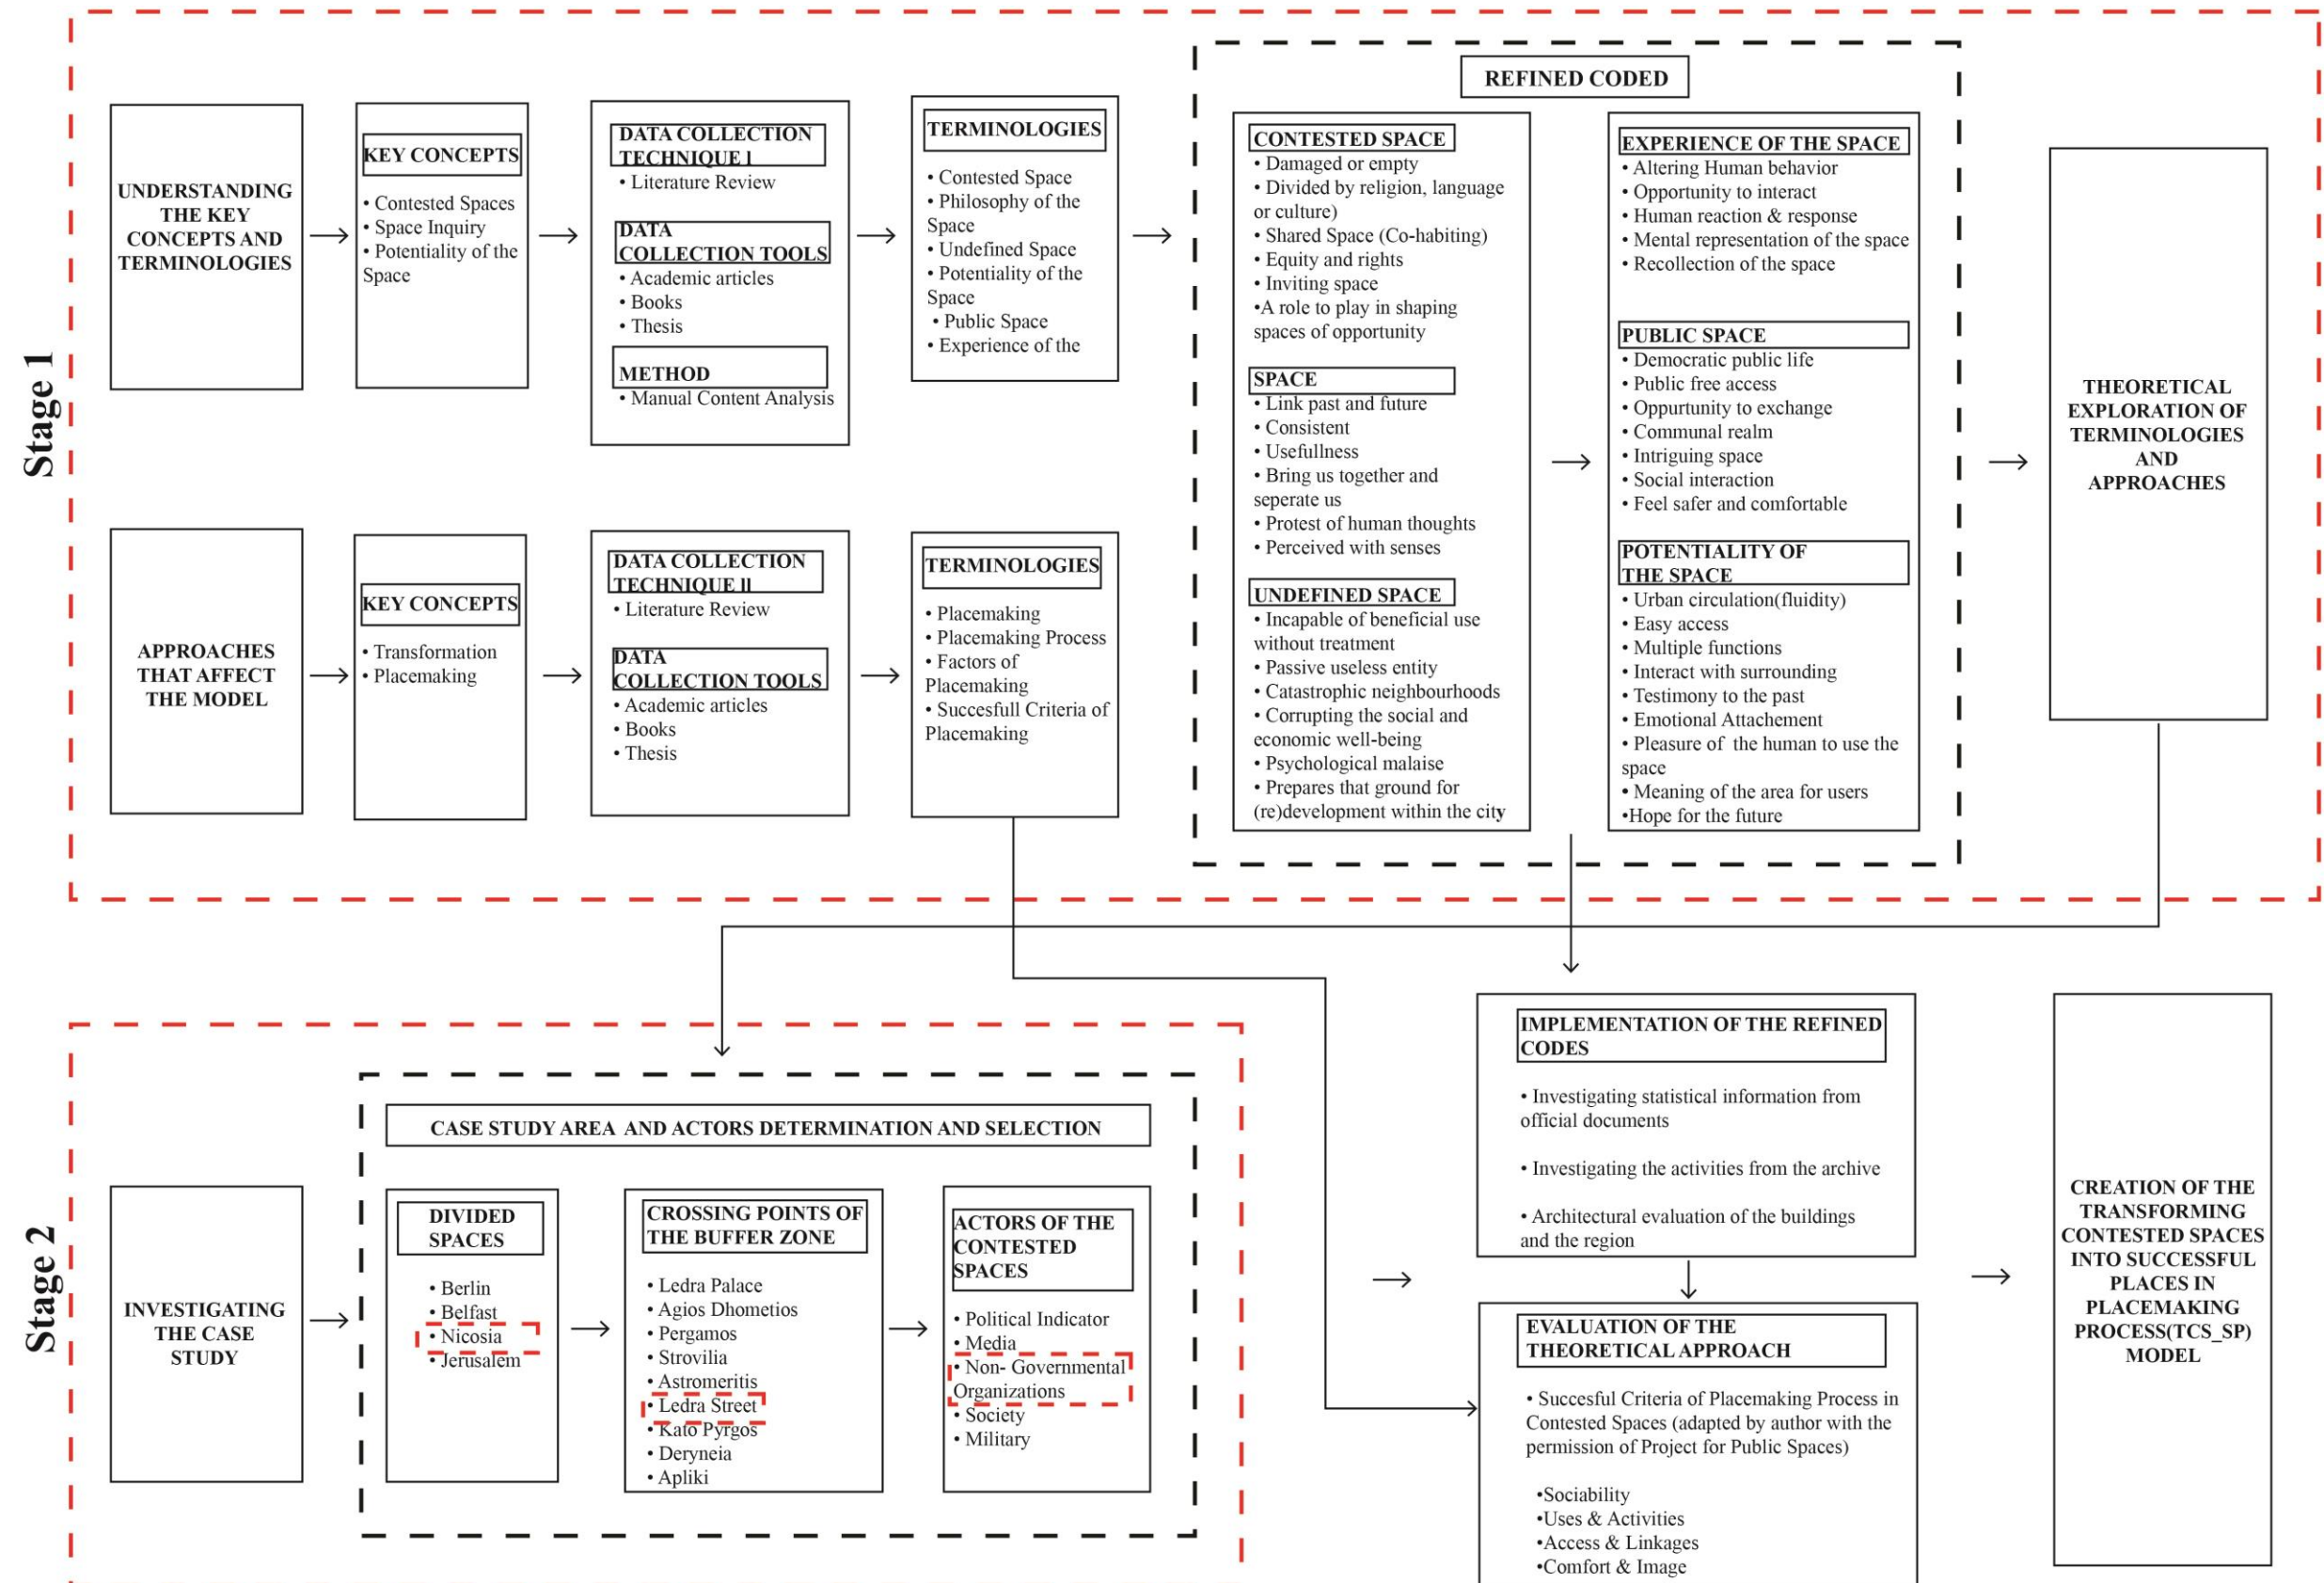 Stage 1
UNDERSTANDING
THE KEY
CONCEPTS AND
TERMINOLOGIES
KEY CONCEPTS
• Contested Spaces
• Space Inquiry
• Potentiality of the
Space
DATA COLLECTION
TECHNIQUE l
• Literature Review
DATA
COLLECTION TOOLS
• Academic articles
• Books
• Thesis
METHOD
• Manual Content Analysis
TERMINOLOGIES
• Contested Space
• Philosophy of the
Space
• Undefined Space
• Potentiality of the
Space
• Public Space
• Experience of the
APPROACHES
THAT AFFECT
THE MODEL
KEY CONCEPTS
• Transformation
• Placemaking
DATA COLLECTION
TECHNIQUE ll
• Literature Review
DATA
COLLECTION TOOLS
• Academic articles
• Books
• Thesis
TERMINOLOGIES
• Placemaking
• Placemaking Process
• Factors of
Placemaking
• Succesfull Criteria of
Placemaking
REFINED CODED
CONTESTED SPACE
• Damaged or empty
• Divided by religion, language
or culture)
• Shared Space (Co-habiting)
• Equity and rights
• Inviting space
•A role to play in shaping
spaces of opportunity
SPACE
• Link past and future
• Consistent
• Usefullness
• Bring us together and
seperate us
• Protest of human thoughts
• Perceived with senses
UNDEFINED SPACE
• Incapable of beneficial use
without treatment
• Passive useless entity
• Catastrophic neighbourhoods
• Corrupting the social and
economic well-being
• Psychological malaise
• Prepares that ground for
(re)development within the city
EXPERIENCE OF THE SPACE
• Altering Human behavior
• Opportunity to interact
• Human reaction & response
• Mental representation of the space
• Recollection of the space
PUBLIC SPACE
• Democratic public life
• Public free access
• Oppurtunity to exchange
• Communal realm
• Intriguing space
• Social interaction
• Feel safer and comfortable
POTENTIALITY OF
THE SPACE
• Urban circulation(fluidity)
• Easy access
• Multiple functions
• Interact with surrounding
• Testimony to the past
• Emotional Attachement
• Pleasure of the human to use the
space
• Meaning of the area for users
•Hope for the future
THEORETICAL
EXPLORATION OF
TERMINOLOGIES
AND
APPROACHES
Stage 2
INVESTIGATING
THE CASE
STUDY
CASE STUDY AREA AND ACTORS DETERMINATION AND SELECTION
DIVIDED
SPACES
• Berlin
• Belfast
• Nicosia
• Jerusalem
CROSSING POINTS OF
THE BUFFER ZONE
• Ledra Palace
• Agios Dhometios
• Pergamos
• Strovilia
• Astromeritis
• Ledra Street
• Kato Pyrgos
• Deryneia
• Apliki
ACTORS OF THE
CONTESTED
SPACES
• Political Indicator
• Media
• Non- Governmental
Organizations
• Society
• Military
IMPLEMENTATION OF THE REFINED
CODES
• Investigating statistical information from
official documents
• Investigating the activities from the archive
• Architectural evaluation of the buildings
and the region
EVALUATION OF THE
THEORETICAL APPROACH
• Succesful Criteria of Placemaking Process in
Contested Spaces (adapted by author with the
permission of Project for Public Spaces)
•Sociability
•Uses & Activities
•Access & Linkages
•Comfort & Image
CREATION OF THE
TRANSFORMING
CONTESTED SPACES
INTO SUCCESSFUL
PLACES IN
PLACEMAKING
PROCESS(TCS_SP)
MODEL